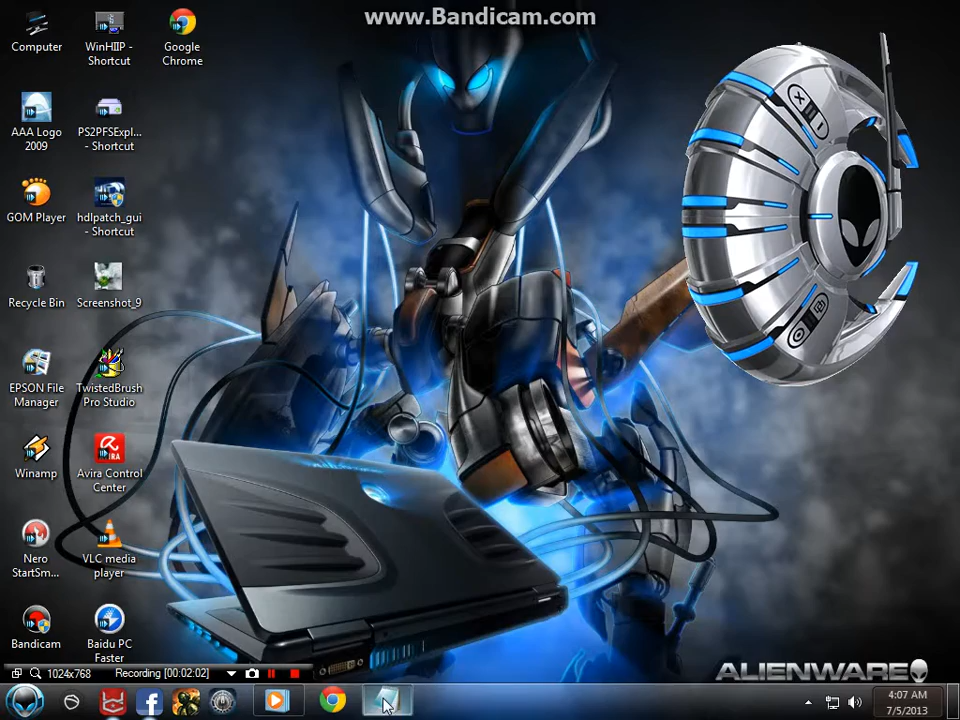 www.Bandicam.com
Computer
WinHIIP -
Shortcut
Google
Chrome
AAA Logo
2009
PS2PFSExpl...
- Shortcut
GOM Player
hdlpatch_gui
- Shortcut
Recycle Bin
Screenshot_9
EPSON File
Manager
TwistedBrush
Pro Studio
Winamp
Avira Control
Center
Nero
StartSm...
VLC media
player
Bandicam
Baidu PC
Faster
1024x768 Recording [00:02:02]
ALIENWARE
4:07 AM
7/5/2013